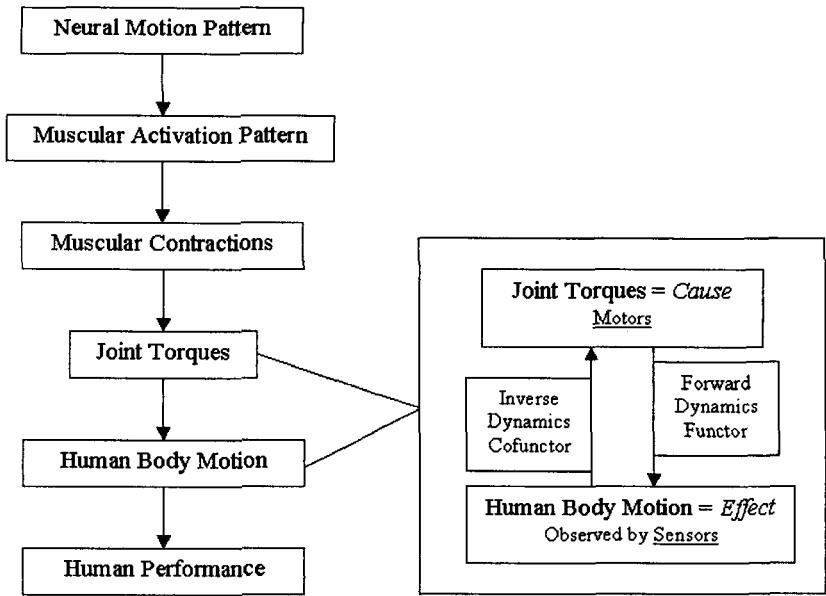 Neural Motion Pattern
Muscular Activation Pattern
Muscular Contractions
Joint Torques
Human Body Motion
Human Performance
Joint Torques = Cause
Motors
Inverse
Dynamics
Cofunctor
Forward
Dynamics
Functor
Human Body Motion = Effect
Observed by Sensors